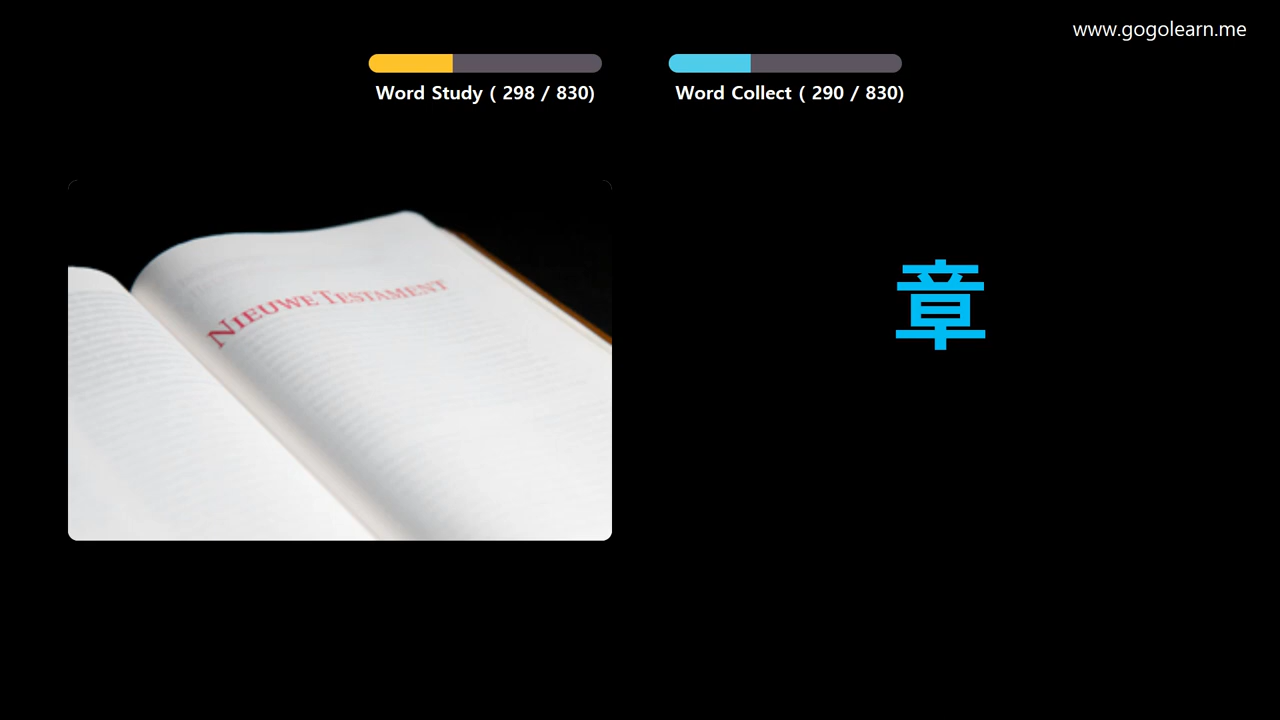 www.gogolearn.me
Word Study ( 298 / 830)
Word Collect ( 290 / 830)
NIEUWE TESTAMENT
章